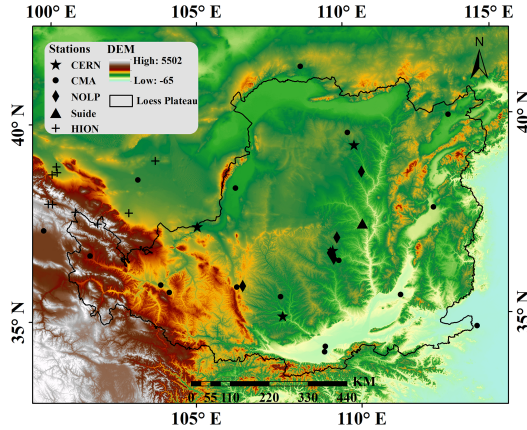 100° E 105° E 110° E 115° E
N
Stations DEM
CERN High: 5502
CMA Low: -65
NOLP Loess Plateau
Suide
HION
40° N 40° N
35° N 35° N
KM
0 55 110 220 330 440
105° E 110° E